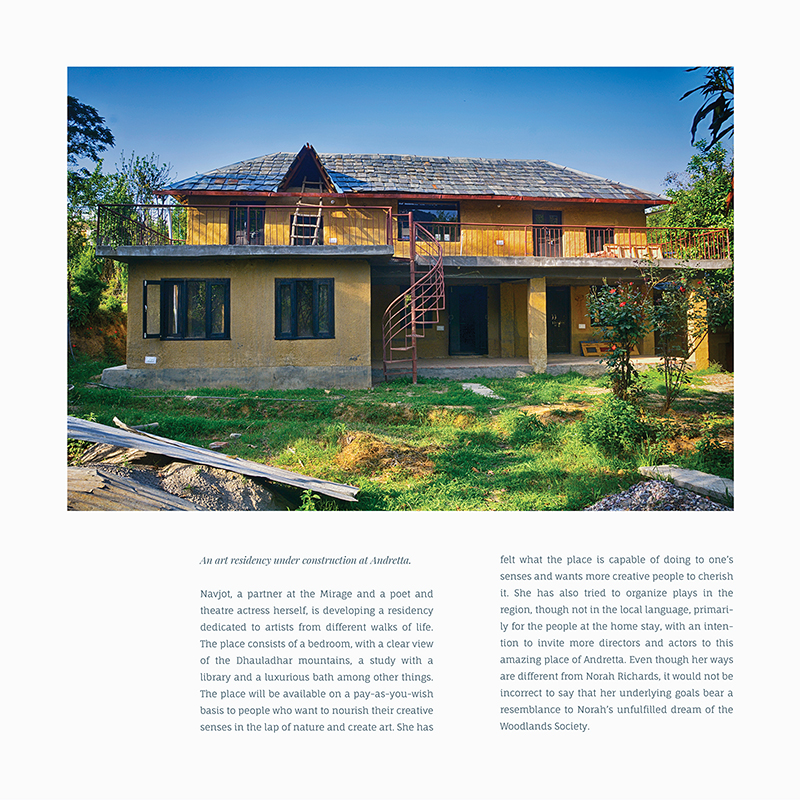 An art residency under construction at Andretta.
Navjot, a partner at the Mirage and a poet and
theatre actress herself, is developing a residency
dedicated to artists from different walks of life.
The place consists of a bedroom, with a clear view
of the Dhauladhar mountains, a study with a
library and a luxurious bath among other things.
The place will be available on a pay-as-you-wish
basis to people who want to nourish their creative
senses in the lap of nature and create art. She has
felt what the place is capable of doing to one's
senses and wants more creative people to cherish
it. She has also tried to organize plays in the
region, though not in the local language, primari-
ly for the people at the home stay, with an inten-
tion to invite more directors and actors to this
amazing place of Andretta. Even though her ways
are different from Norah Richards, it would not be
incorrect to say that her underlying goals bear a
resemblance to Norah's unfulfilled dream of the
Woodlands Society.